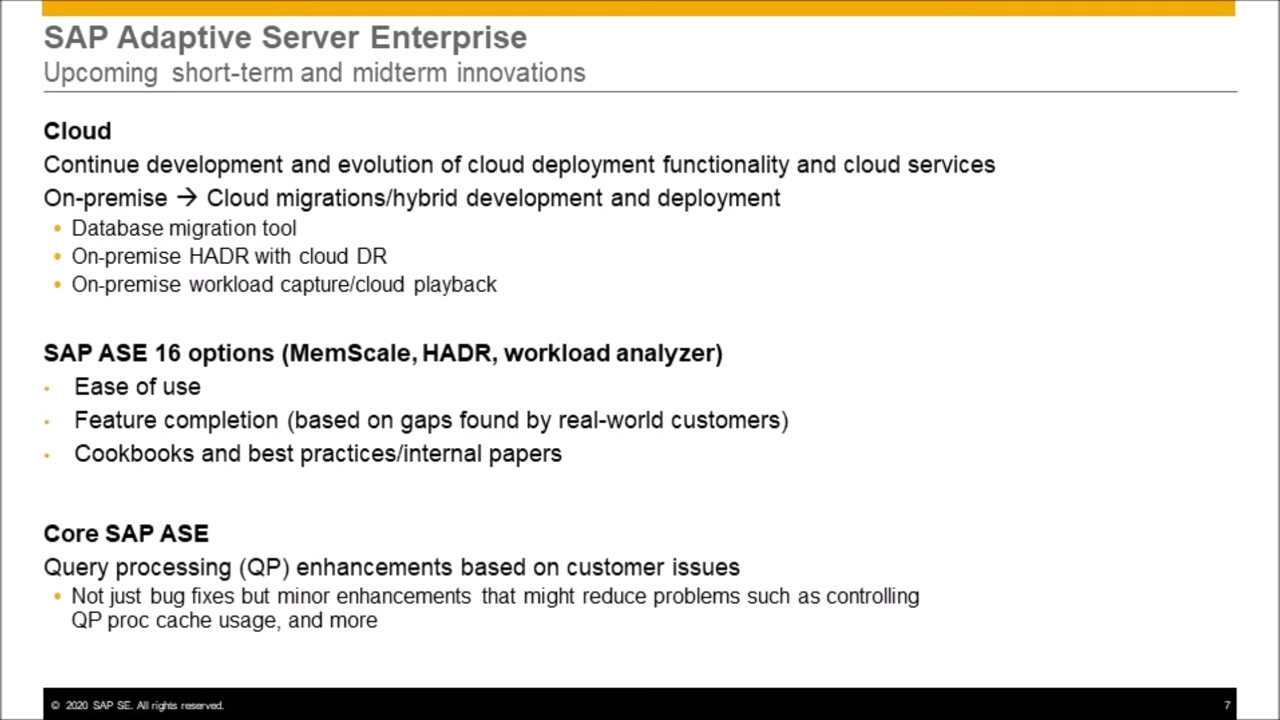 SAP Adaptive Server Enterprise
Upcoming short-term and midterm innovations
Cloud
Continue development and evolution of cloud deployment functionality and cloud services
On-premise → Cloud migrations/hybrid development and deployment
• Database migration tool
• On-premise HADR with cloud DR
• On-premise workload capture/cloud playback
SAP ASE 16 options (MemScale, HADR, workload analyzer)
• Ease of use
• Feature completion (based on gaps found by real-world customers)
• Cookbooks and best practices/internal papers
Core SAP ASE
Query processing (QP) enhancements based on customer issues
• Not just bug fixes but minor enhancements that might reduce problems such as controlling
QP proc cache usage, and more
© 2020 SAP SE. All rights reserved.
7